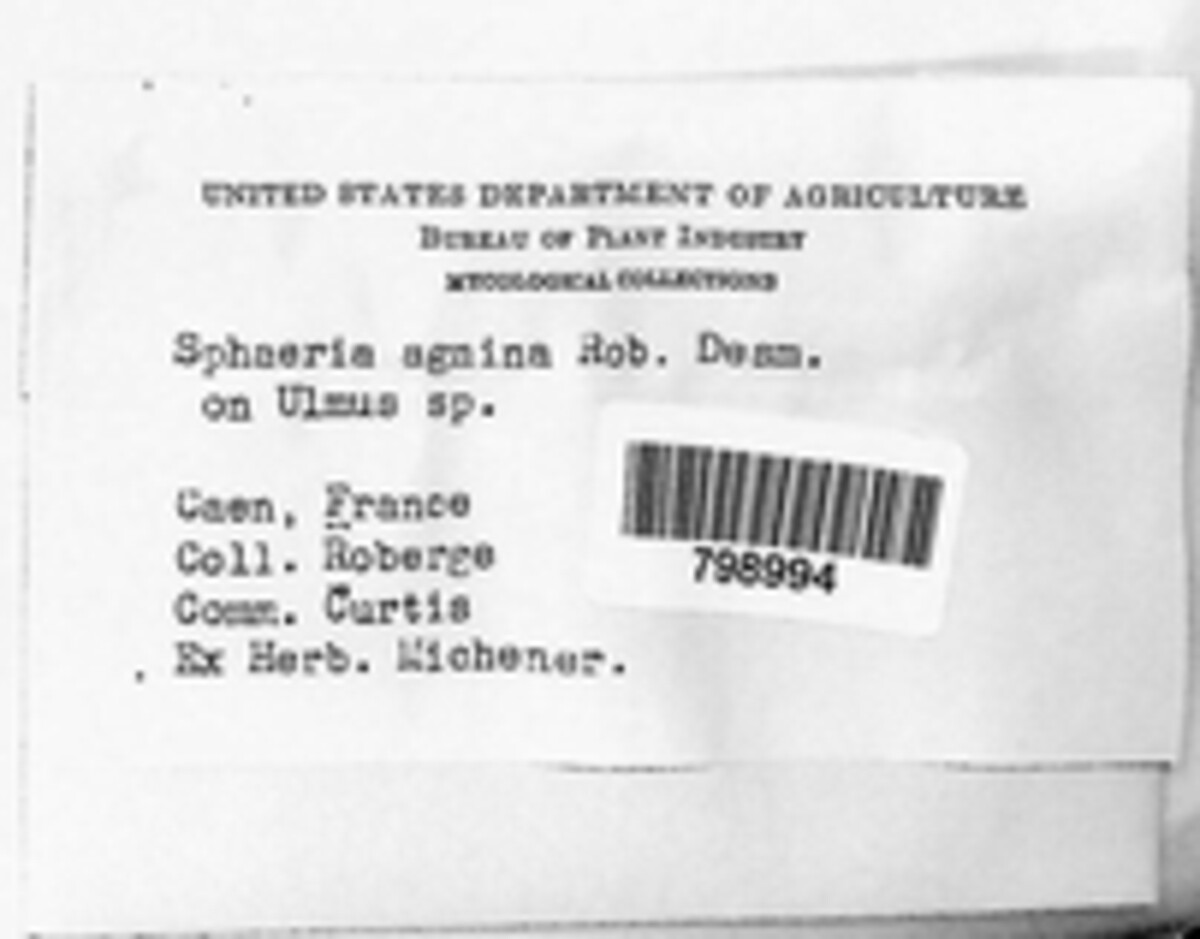 UNITED STATES DEPARTMENT OF AGRICULTURE
BUREAU OF PLANT INDUSTRY
MYCOLOGICAL COLLECTIONS
Sphaeria agnina Rob. Desm.
on Ulmus sp.
Caen, France
Coll. Roberge
Comm. Curtis
Ex Herb. Michener.
798994